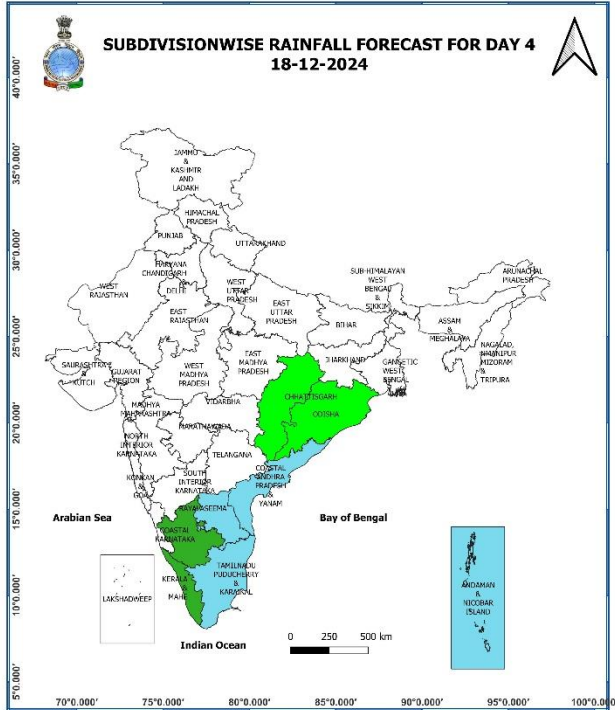 SUBDIVISIONWISE RAINFALL FORECAST FOR DAY 4
18-12-2024
40°0.000'
35°0.000'
30°0.000'
25°0.000'
20°0.000'
15°0.000'
10°0.000'
5°0.000'
JAMMO
&
KASHMIR
AND
LADAKH
HIMACHAL
PRADESH
PUNJAB
UTTARAKHAND
HARYANA
CHANDIGARH
DELHI
WEST
RAJASTHAN
WEST
UTTAR
PRADESH
EAST
RAJASTHAN
EAST
UTTAR
PRADESH
SUB-HIMALAYAN
WEST
BENGAL
&
SIKKIM
ARUNACHAL
PRADESH
BIHAR
ASSAM
&
MEGHALAYA
NAGALAD,
MANIPUR
MIZORAM
&
TRIPURA
SAURASHTRA
&
KUTCH
GUJARAT
REGION
WEST
MADHYA
PRADESH
EAST
MADHYA
PRADESH
JHARKHAND
GANGETIC
WEST
BENGAL
CHHATTISGARH
ODISHA
MADHYA
MAHARASHTRA
VIDARBHA
MARATHAWADA
NORTH
INTERIOR
KARNATAKA
TELANGANA
KONKAN
&
GOA
SOUTH
INTERIOR
KARNATAKA
COASTAL
ANDHRA
PRADESH
&
YANAM
RAYALSEEMA
Arabian Sea
Bay of Bengal
COASTAL
KARNATAKA
TAMILNADU
PUDUCHERRY
&
KARAIKAL
KERALA
&
MAHE
LAKSHADWEEP
ANDAMAN
&
NICOBAR
ISLAND
Indian Ocean
0 250 500 km
70°0.000' 75°0.000' 80°0.000' 85°0.000' 90°0.000' 95°0.000' 100°0.000'